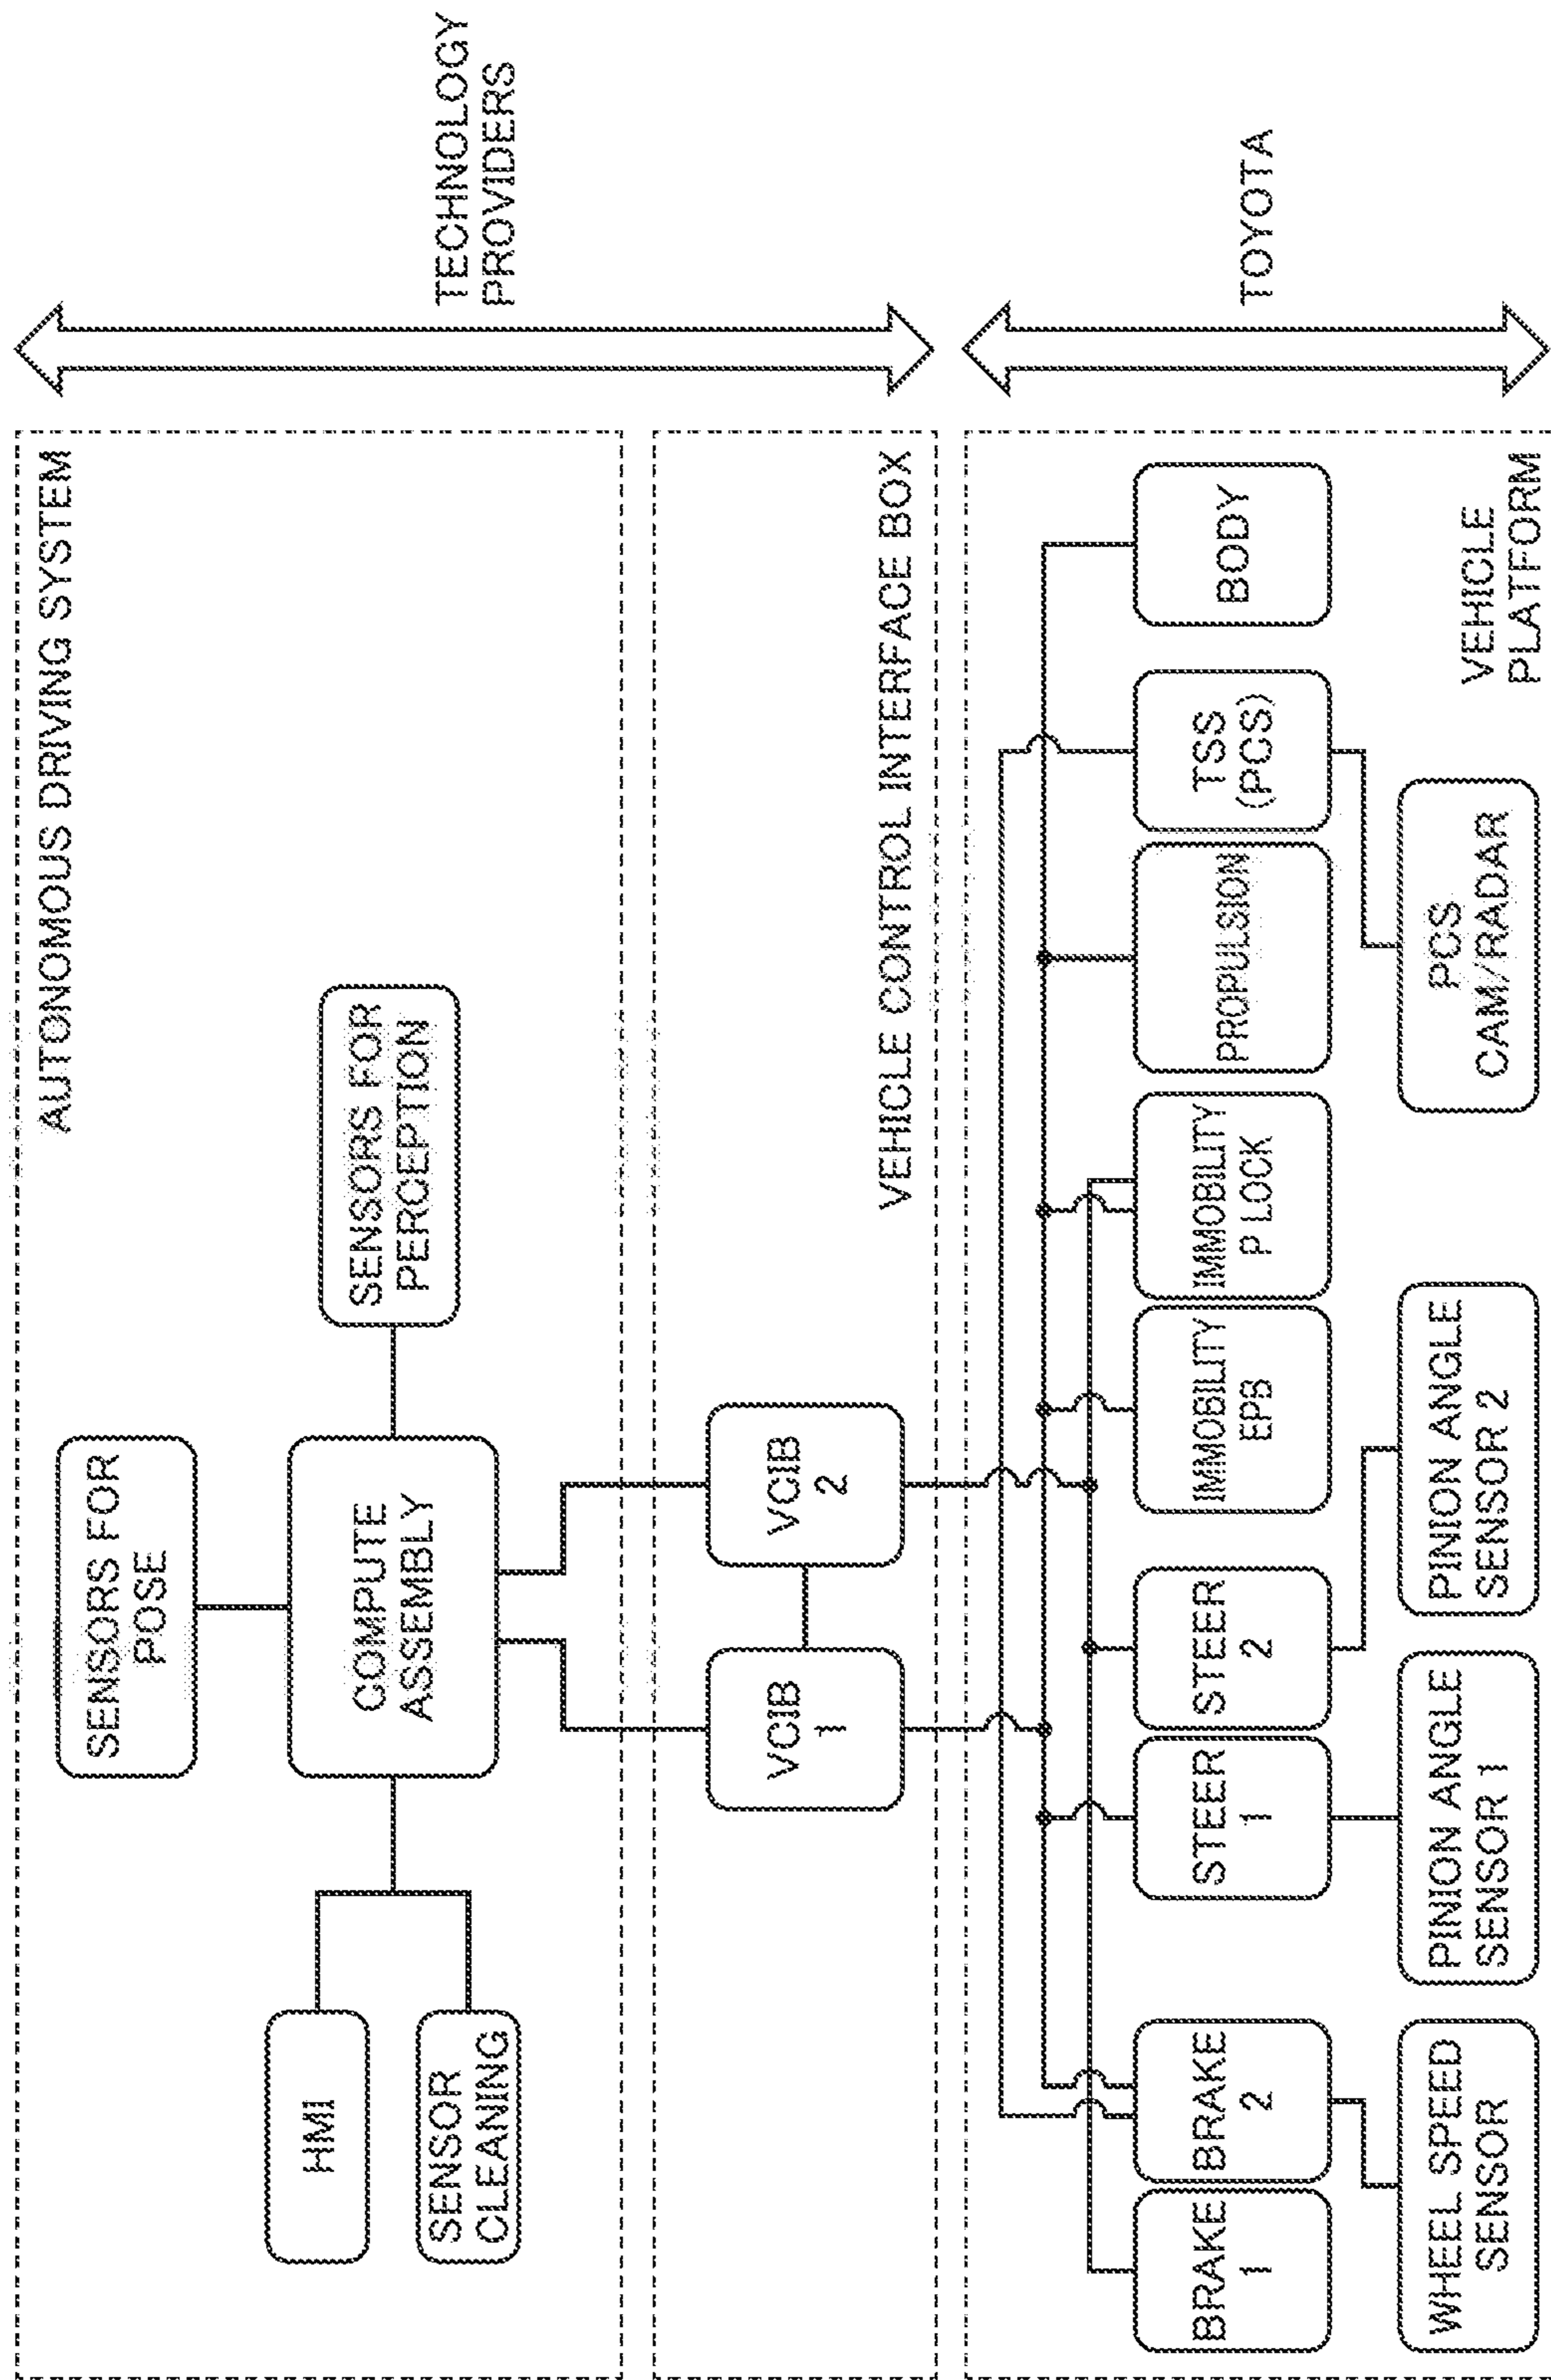 AUTONOMOUS DRIVING SYSTEM
SENSORS FOR
POSE
HMI
SENSOR
CLEANING
COMPUTE
ASSEMBLY
SENSORS FOR
PERCEPTION
TECHNOLOGY
PROVIDERS
VCIB
1
VCIB
2
VEHICLE CONTROL INTERFACE BOX
BRAKE
1
BRAKE
2
STEER
1
STEER
2
IMMOBILITY
EPB
IMMOBILITY
P LOCK
PROPULSION
TSS
(PCS)
BODY
TOYOTA
WHEEL SPEED
SENSOR
PINION ANGLE
SENSOR 1
PINION ANGLE
SENSOR 2
PCS
CAM/RADAR
VEHICLE
PLATFORM